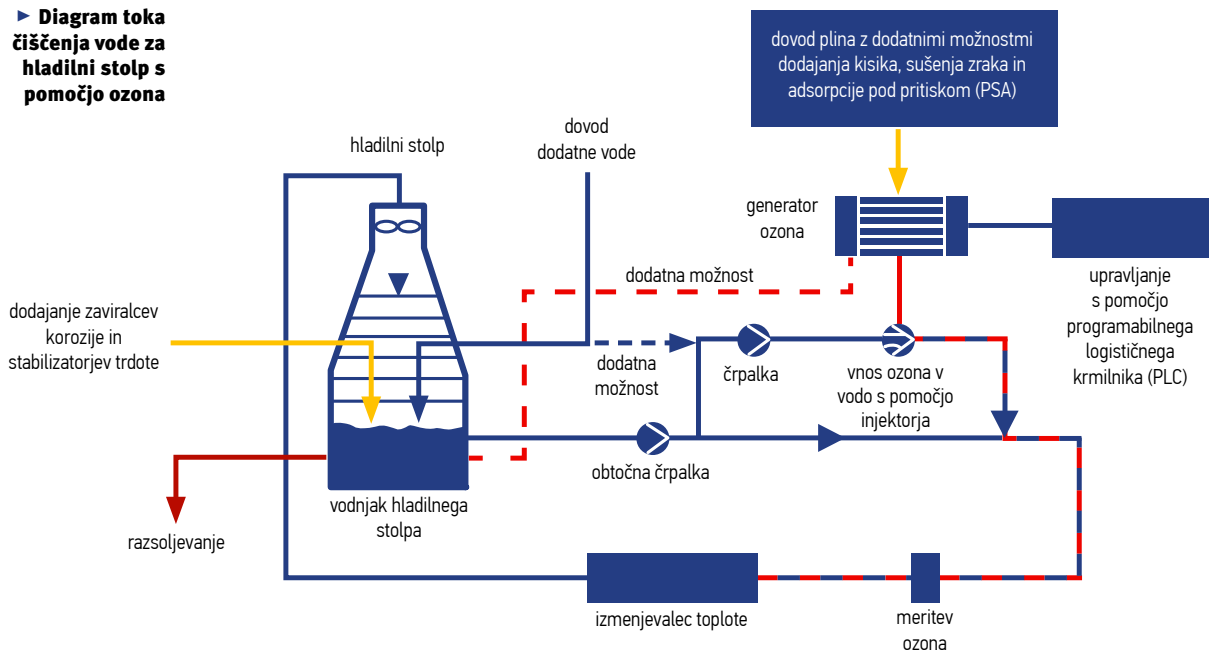 ► Diagram toka
čiščenja vode za
hladilni stolp s
pomočjo ozona
dovod plina z dodatnimi možnostmi
dodajanja kisika, sušenja zraka in
adsorpcije pod pritiskom (PSA)
hladilni stolp
dovod
dodatne vode
generator
ozona
dodatna možnost
upravljanje
s pomočjo
programabilnega
logističnega
krmilnika (PLC)
dodajanje zaviralcev
korozije in
stabilizatorjev trdote
dodatna
možnost
črpalka
vnos ozona v
vodo s pomočjo
injektorja
obtočna črpalka
vodnjak hladilnega
stolpa
razsoljevanje
izmenjevalec toplote
meritev
ozona